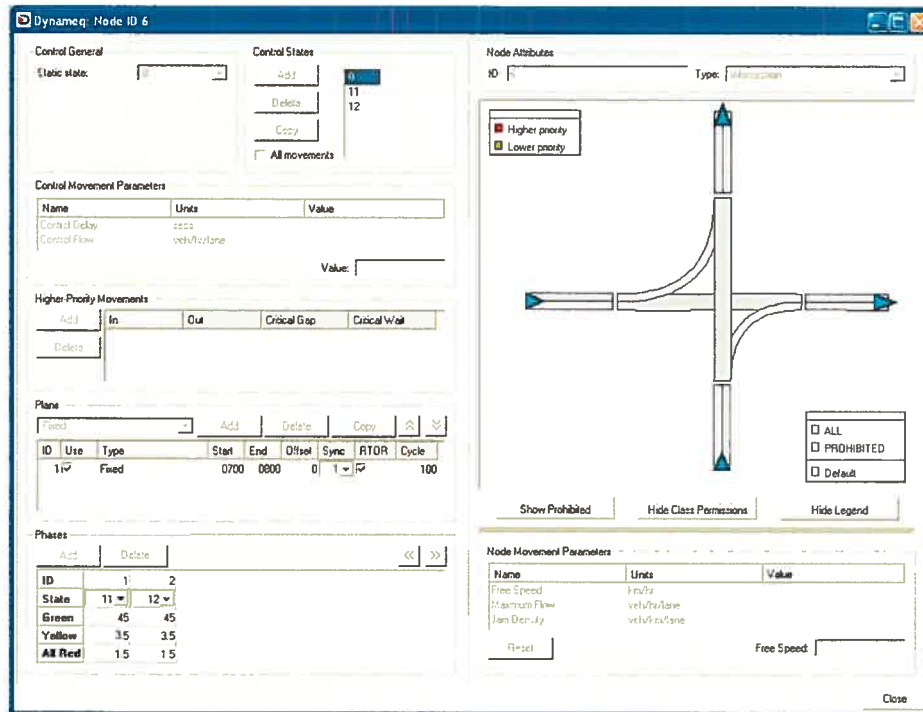 Dynameq: Node ID 6
Control General
Static state: 0
Control States
Add
Delete
Copy
0
11
12
All movements
Control Movement Parameters
Name Units Value
Control Delay secs
Control Flow veh/hr/lane
Value:
Higher-Priority Movements
Add
Delete
In Out Critical Gap Critical Wait
Plans
Fixed Add Delete Copy
ID Use Type Start End Offset Sync RTOR Cycle
1 Fixed 0700 0800 0 1 100
Phases
Add Delete << >>
ID 1 2
State 11 12
Green 45 45
Yellow 3.5 3.5
All Red 1.5 1.5
Node Attributes
ID: Type: Intersection
Higher priority
Lower priority
ALL
PROHIBITED
Default
Show Prohibited Hide Class Permissions Hide Legend
Node Movement Parameters
Name Units Value
Free Speed km/hr
Maximum Flow veh/hr/lane
Jam Density veh/km/lane
Reset Free Speed:
Close